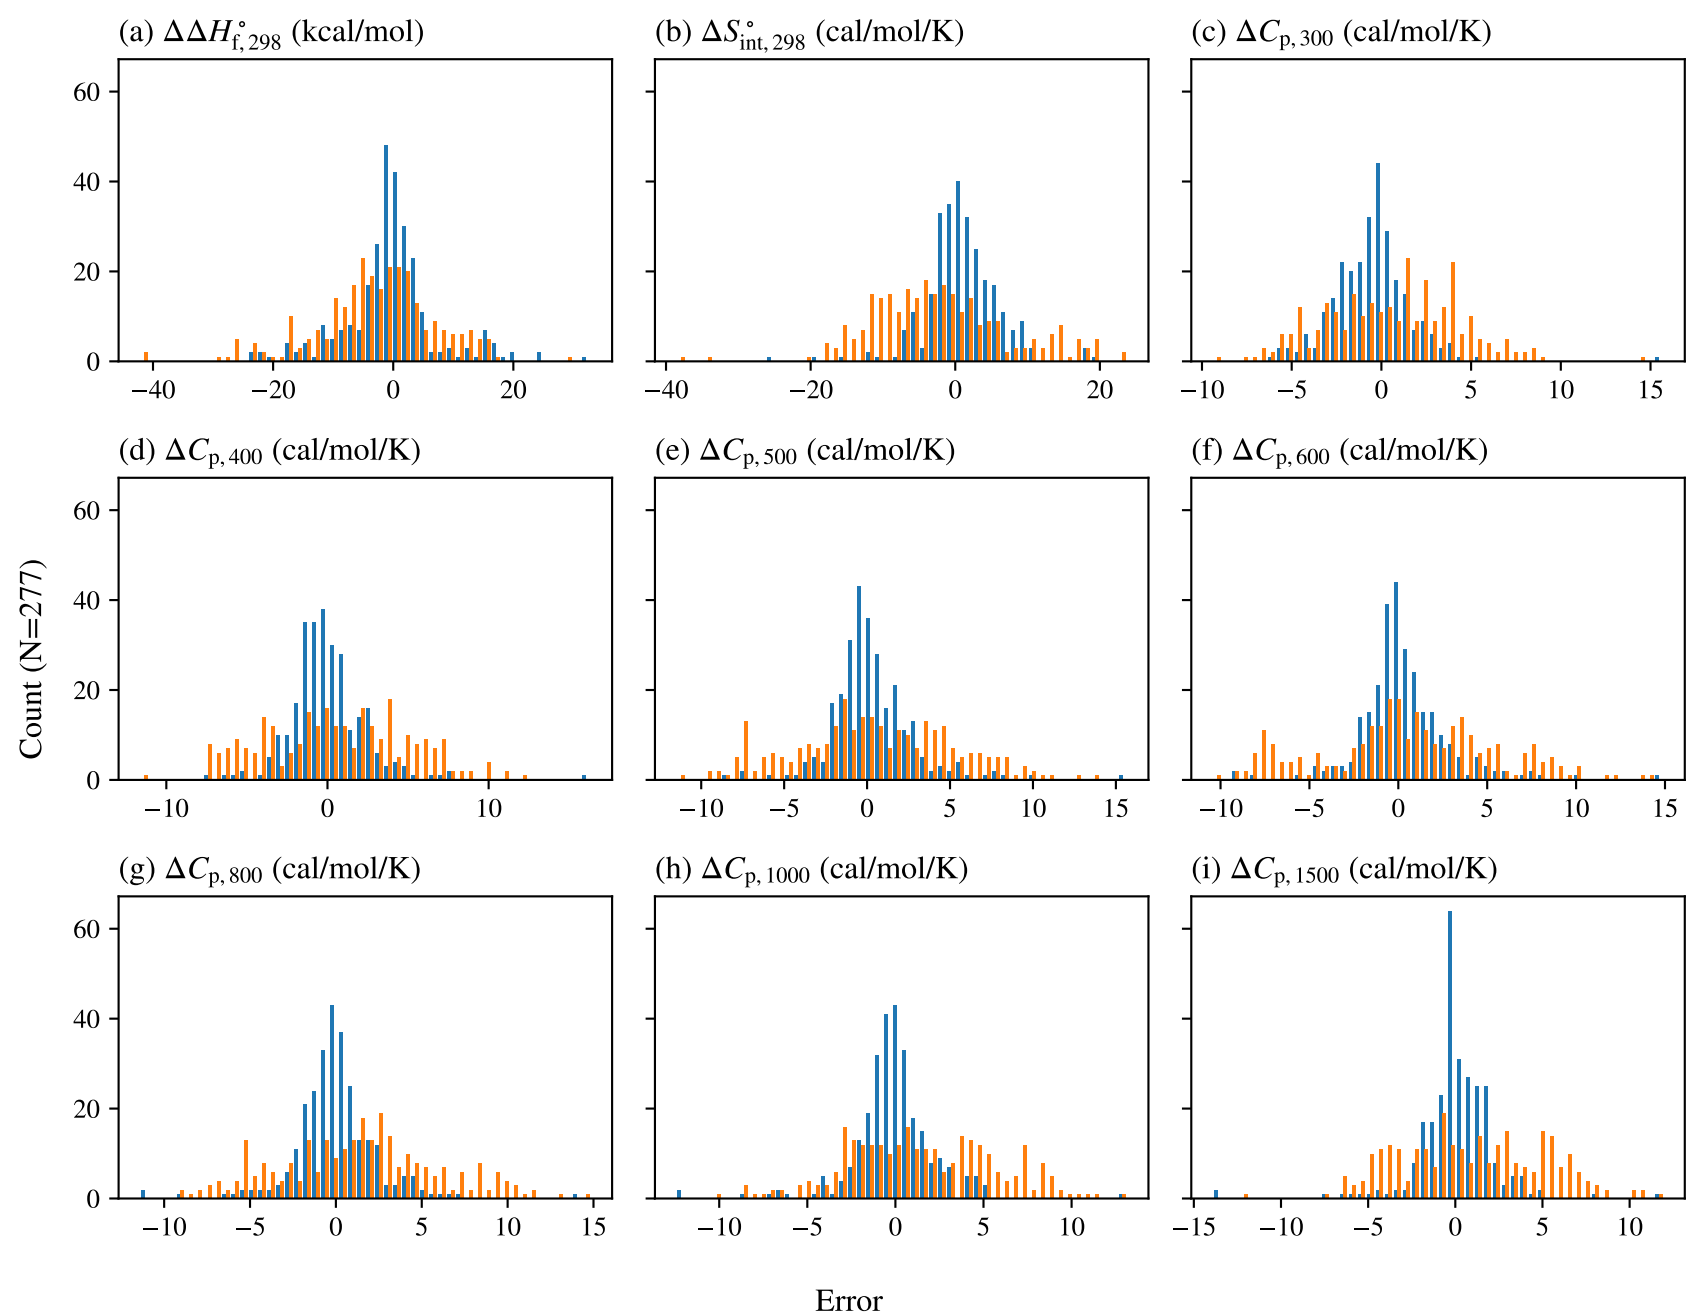 (a) ΔΔH°f, 298 (kcal/mol)
(b) ΔS°int, 298 (cal/mol/K)
(c) ΔCp, 300 (cal/mol/K)
60
40
20
0
−40 −20 0 20
−40 −20 0 20
−10 −5 0 5 10 15
(d) ΔCp, 400 (cal/mol/K)
(e) ΔCp, 500 (cal/mol/K)
(f) ΔCp, 600 (cal/mol/K)
Count (N=277)
60
40
20
0
−10 0 10
−10 −5 0 5 10 15
−10 −5 0 5 10 15
(g) ΔCp, 800 (cal/mol/K)
(h) ΔCp, 1000 (cal/mol/K)
(i) ΔCp, 1500 (cal/mol/K)
60
40
20
0
−10 −5 0 5 10 15
−10 −5 0 5 10
−15 −10 −5 0 5 10
Error